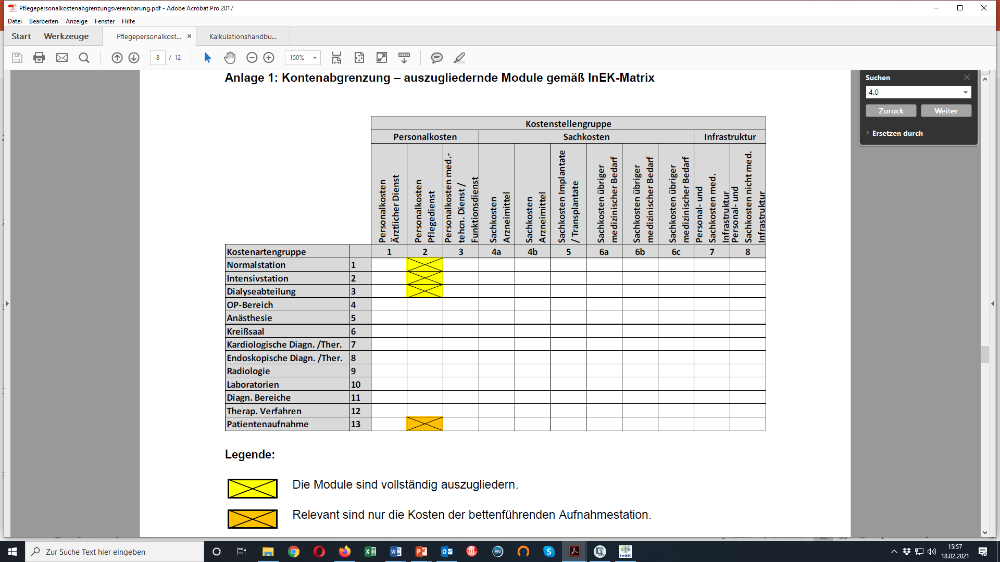 Pflegepersonalkostenabgrenzungsvereinbarung.pdf - Adobe Acrobat Pro 2017
Datei Bearbeiten Anzeige Fenster Hilfe
Start Werkzeuge Pflegepersonalkost... × Kalkulationshandbu...
8 / 12 150%
Anlage 1: Kontenabgrenzung – auszugliedernde Module gemäß InEK-Matrix
Suchen
4.0
Zurück Weiter
Ersetzen durch
Kostenstellengruppe
Personalkosten Sachkosten Infrastruktur
Personalkosten
Ärztlicher Dienst
Personalkosten
Pflegedienst
Personalkosten med.-
tehcn. Dienst /
Funktionsdienst
Sachkosten
Arzneimittel
Sachkosten
Arzneimittel
Sachkosten Implantate
/ Transplantate
Sachkosten übriger
medizinischer Bedarf
Sachkosten übriger
medizinischer Bedarf
Sachkosten übriger
medizinischer Bedarf
Personal- und
Sachkosten med.
Infrastruktur
Personal- und
Sachkosten nicht med.
Infrastruktur
Kostenartengruppe 1 2 3 4a 4b 5 6a 6b 6c 7 8
Normalstation 1
Intensivstation 2
Dialyseabteilung 3
OP-Bereich 4
Anästhesie 5
Kreißsaal 6
Kardiologische Diagn. /Ther. 7
Endoskopische Diagn. /Ther. 8
Radiologie 9
Laboratorien 10
Diagn. Bereiche 11
Therap. Verfahren 12
Patientenaufnahme 13
Legende:
Die Module sind vollständig auszugliedern.
Relevant sind nur die Kosten der bettenführenden Aufnahmestation.
Zur Suche Text hier eingeben
EN
InEK
15:57
18.02.2021